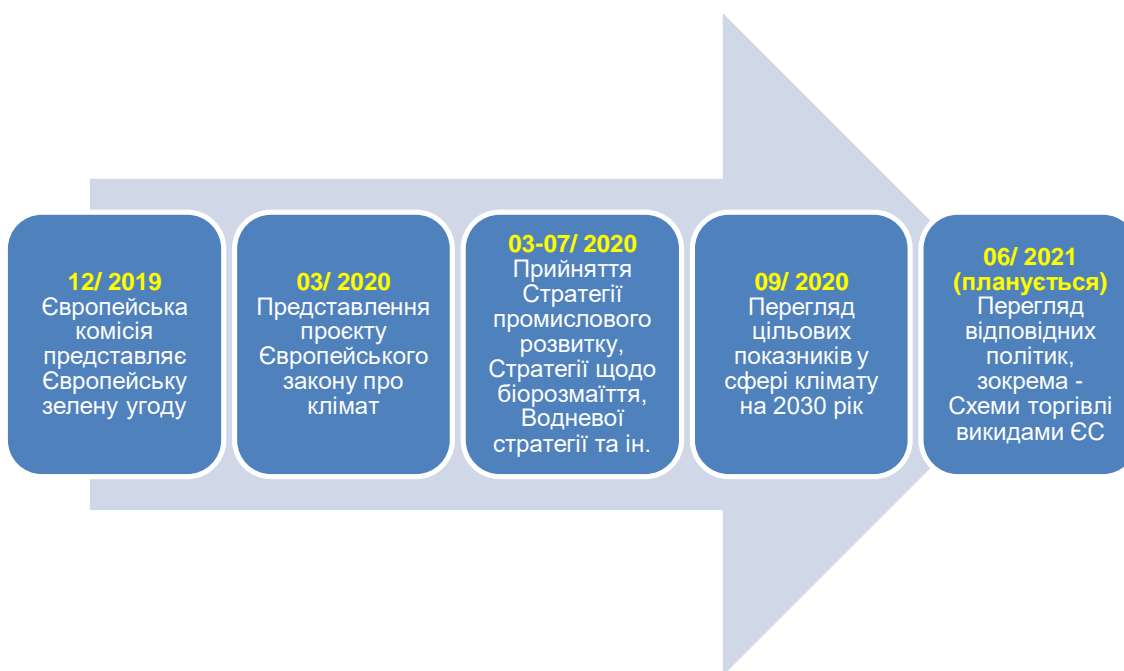 12/ 2019
Європейська
комісія
представляє
Європейську
зелену угоду
03/ 2020
Представлення
проєкту
Європейського
закону про
клімат
03-07/ 2020
Прийняття
Стратегії
промислового
розвитку,
Стратегії щодо
біорозмаїття,
Водневої
стратегії та ін.
09/ 2020
Перегляд
цільових
показників у
сфері клімату
на 2030 рік
06/ 2021
(планується)
Перегляд
відповідних
політик,
зокрема -
Схеми торгівлі
викидами ЄС